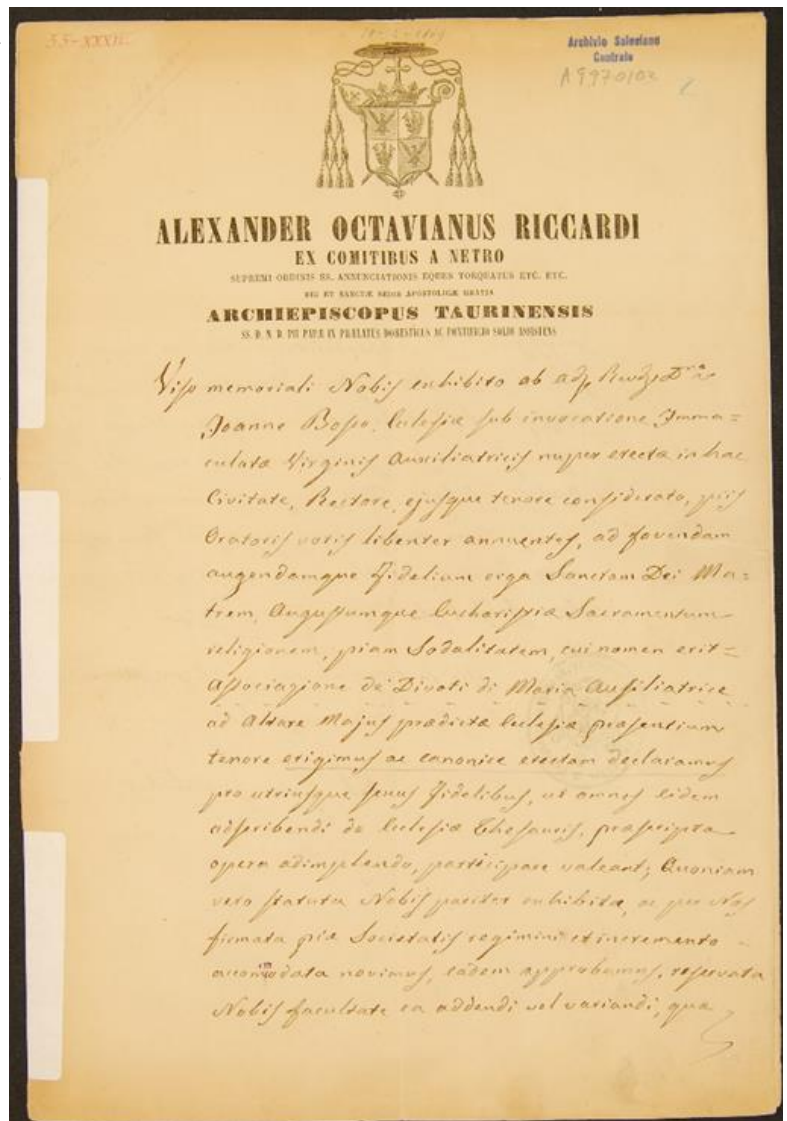 55-XXXII
Archivio Salesiano
Centrale
A9970102
ALEXANDER OCTAVIANUS RICCARDI
EX COMITIBUS A NETRO
SUPREMI ORDINIS SS. ANNUNCIATIONIS EQUES TORQUATUS ETC. ETC.
DEI ET SANCTÆ SEDIS APOSTOLICÆ GRATIA
ARCHIEPISCOPUS TAURINENSIS
SS. D. N. D. PII PAPÆ IX PRÆLATUS DOMESTICUS AC PONTIFICIO SOLIO ASSISTENS
Viso memoriali Nobis exhibito ab
Joanne Bosco, Ecclesiæ sub invocatione Imma=
culatæ Virginis Auxiliatricis nuper erectæ in hac
Civitate, Rectore, ejusque tenore considerato, piis
Oratoris votis libenter annuentes, ad fovendam
augendamque Fidelium erga Sanctam Dei Ma=
trem, Augustumque Eucharistiæ Sacramentum
religionem, piam Sodalitatem, cui nomen erit=
Associazione de' Divoti di Maria Ausiliatrice
ad Altare Majus prædictæ Ecclesiæ præsentium
tenore erigimus ac canonice erectam declaramus
pro utriusque sexus Fidelibus, ut omnes eidem
adscribendi de Ecclesiæ Thesauris, præscripta
opera adimplendo, participare valeant; Quoniam
vero statuta Nobis pariter exhibita, ac per Nos
firmata piæ Societatis regimini et incremento
accomodata novimus, eadem approbamus, reservata
Nobis facultate ea addendi vel variandi, quæ